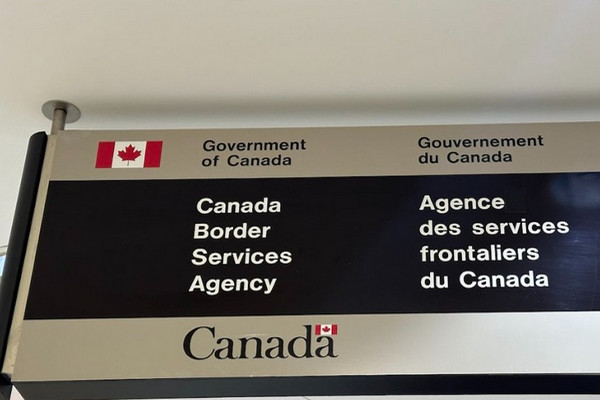 Government
of Canada
Gouvernement
du Canada
Canada
Border
Services
Agency
Agence
des services
frontaliers
du Canada
Canada